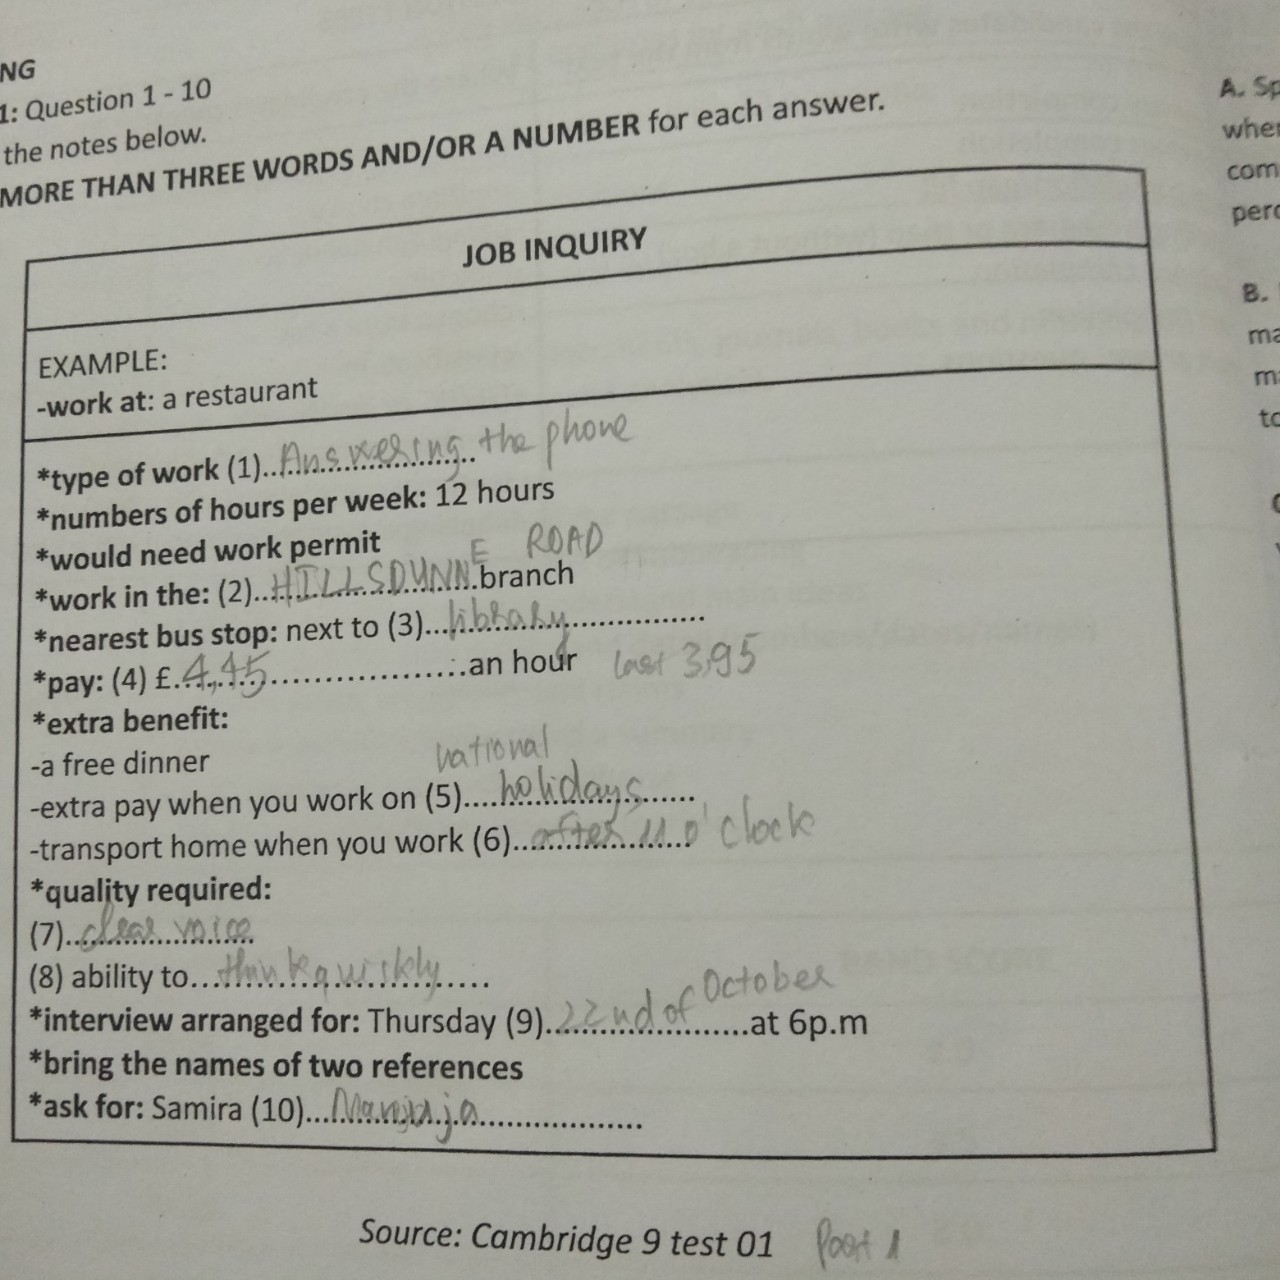 NG
1: Question 1 - 10
the notes below.
MORE THAN THREE WORDS AND/OR A NUMBER for each answer.
JOB INQUIRY
EXAMPLE:
-work at: a restaurant
*type of work (1)..Answering the phone
*numbers of hours per week: 12 hours
*would need work permit
*work in the: (2)..HILLSDUNNE ROAD branch
*nearest bus stop: next to (3)...library...............
*pay: (4) £.4,45...................an hour last 3,95
*extra benefit:
-a free dinner
national
-extra pay when you work on (5)....holidays......
-transport home when you work (6)...after 11 o'clock
*quality required:
(7)..clear voice
(8) ability to...think quickly.....
*interview arranged for: Thursday (9)..22nd of October......at 6p.m
*bring the names of two references
*ask for: Samira (10)...Manjuja..................
Source: Cambridge 9 test 01 Part 1
A. Sp
when
com
perc
B.
ma
ma
to